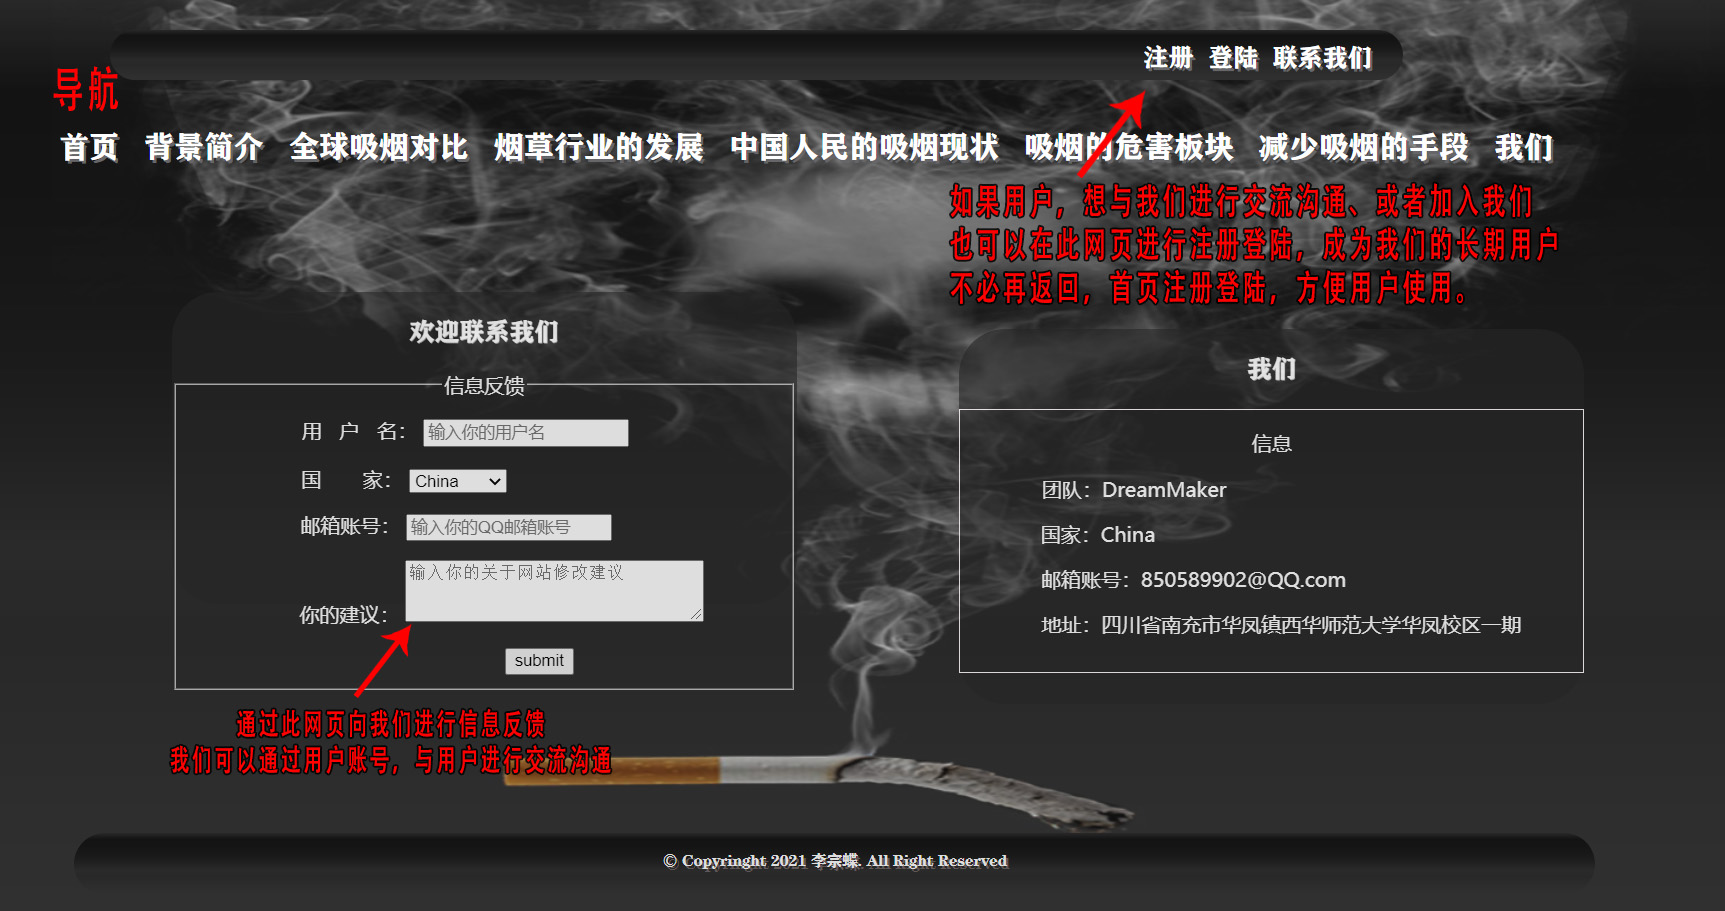 注册 登陆 联系我们
导航
首页 背景简介 全球吸烟对比 烟草行业的发展 中国人民的吸烟现状 吸烟的危害板块 减少吸烟的手段 我们
如果用户，想与我们进行交流沟通、或者加入我们
也可以在此网页进行注册登陆，成为我们的长期用户
不必再返回，首页注册登陆，方便用户使用。
欢迎联系我们
信息反馈
用 户 名： 输入你的用户名
国 家： China
邮箱账号： 输入你的QQ邮箱账号
输入你的关于网站修改建议
你的建议：
submit
通过此网页向我们进行信息反馈
我们可以通过用户账号，与用户进行交流沟通
我们
信息
团队：DreamMaker
国家：China
邮箱账号：850589902@QQ.com
地址：四川省南充市华凤镇西华师范大学华凤校区一期
© Copyringht 2021 李宗蝶. All Right Reserved